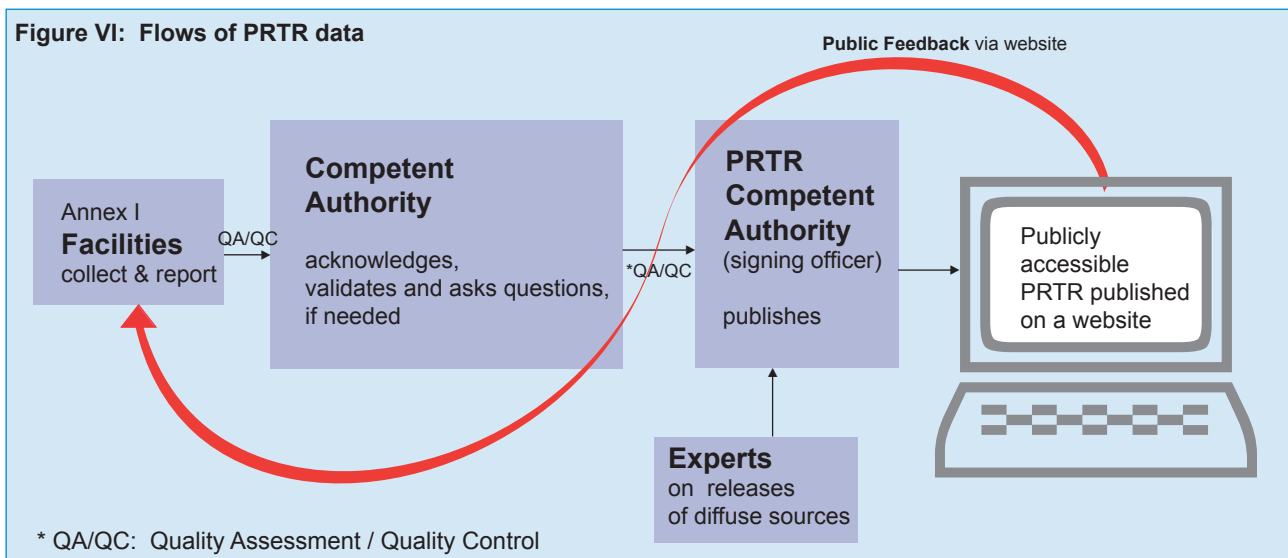 Figure VI: Flows of PRTR data
Public Feedback via website
Annex I
Facilities
collect & report
QA/QC
Competent
Authority
acknowledges,
validates and asks questions,
if needed
*QA/QC
PRTR
Competent
Authority
(signing officer)
publishes
Publicly
accessible
PRTR published
on a website
Experts
on releases
of diffuse sources
* QA/QC: Quality Assessment / Quality Control